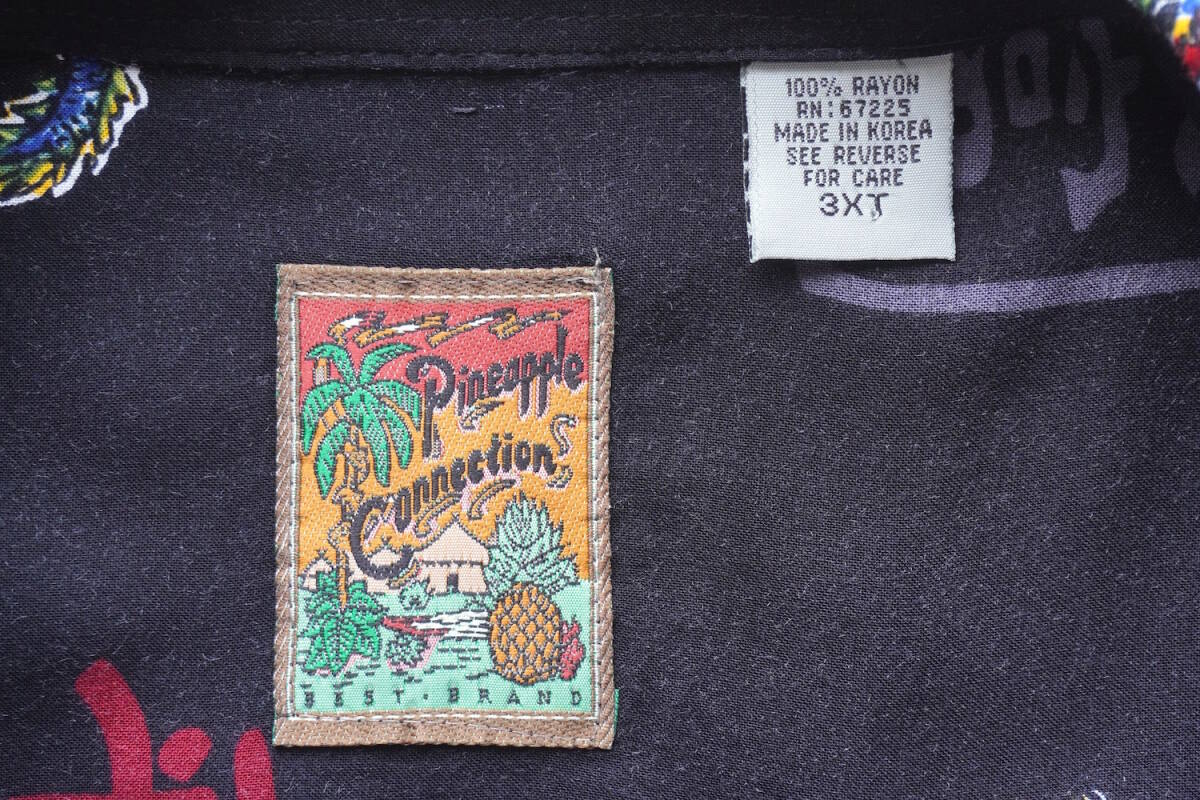 100% RAYON
RN: 67225
MADE IN KOREA
SEE REVERSE
FOR CARE
3XT
Pineapple
Connection
BEST · BRAND